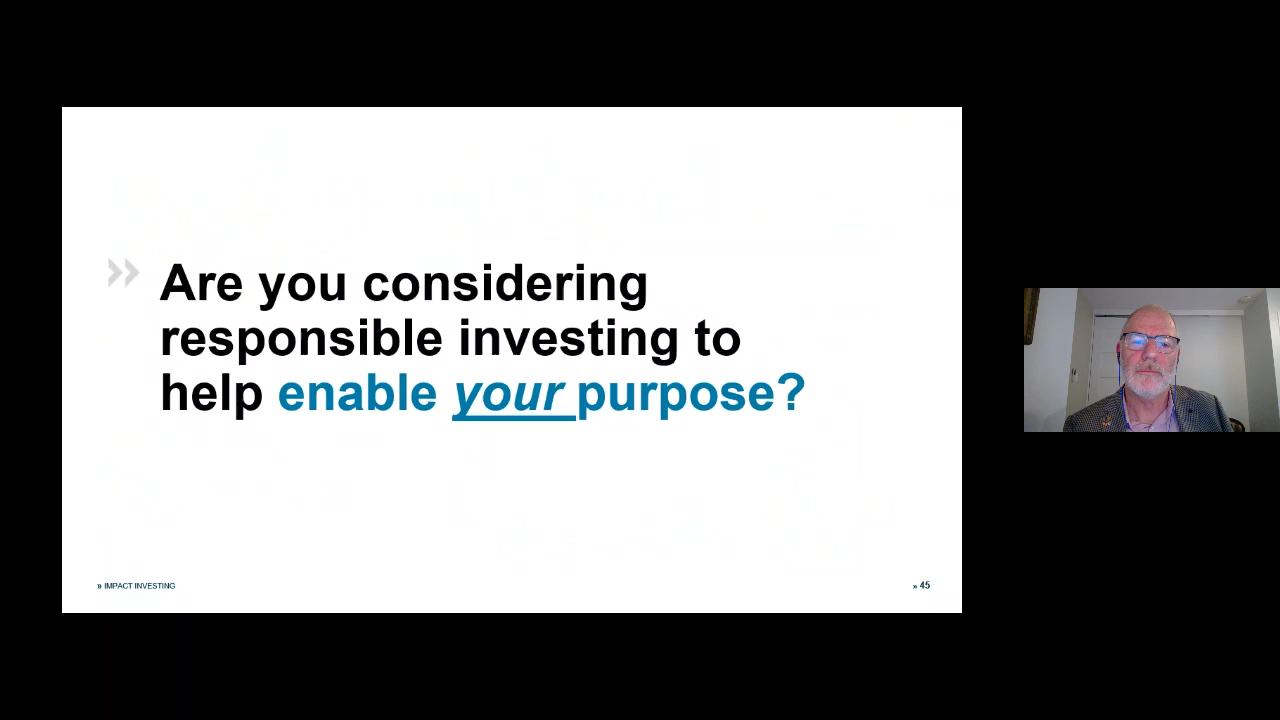 » Are you considering
responsible investing to
help enable your purpose?
» IMPACT INVESTING
» 45